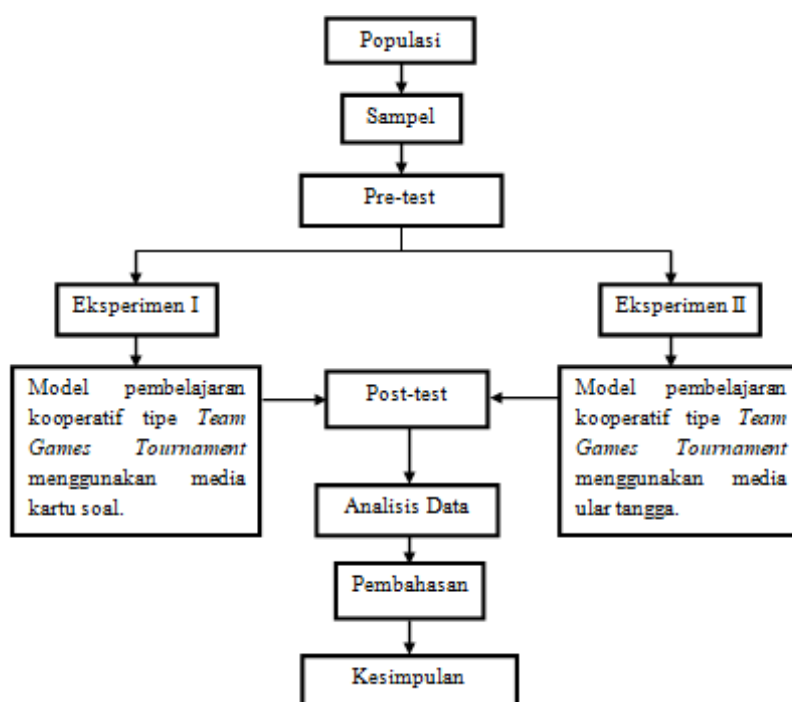 Populasi
Sampel
Pre-test
Eksperimen I
Eksperimen II
Model pembelajaran
kooperatif tipe Team
Games Tournament
menggunakan media
kartu soal.
Post-test
Model pembelajaran
kooperatif tipe Team
Games Tournament
menggunakan media
ular tangga.
Analisis Data
Pembahasan
Kesimpulan